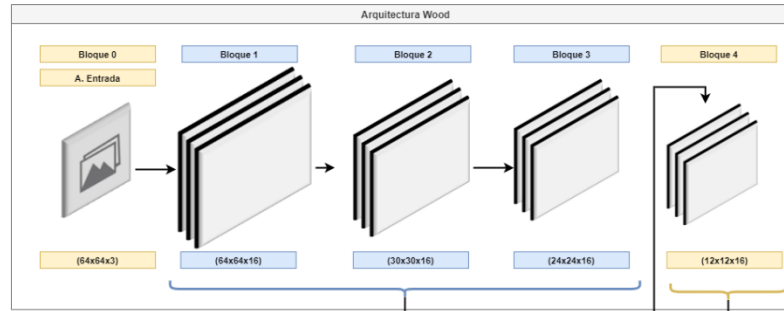 Arquitectura Wood
Bloque 0
Bloque 1
Bloque 2
Bloque 3
Bloque 4
A. Entrada
(64x64x3)
(64x64x16)
(30x30x16)
(24x24x16)
(12x12x16)